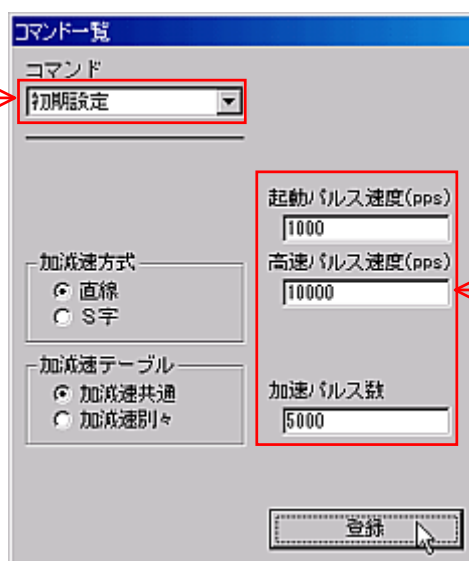 コマンド一覧
コマンド
初期設定
起動パルス速度(pps)
1000
加減速方式
高速パルス速度(pps)
直線
10000
S字
加減速テーブル
加減速共通
加速パルス数
加減速別々
5000
登録